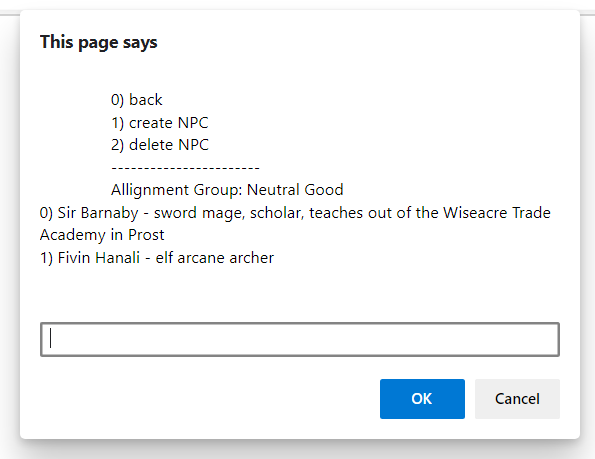 This page says
0) back
1) create NPC
2) delete NPC
-----------------------
Allignment Group: Neutral Good
0) Sir Barnaby - sword mage, scholar, teaches out of the Wiseacre Trade
Academy in Prost
1) Fivin Hanali - elf arcane archer
OK
Cancel